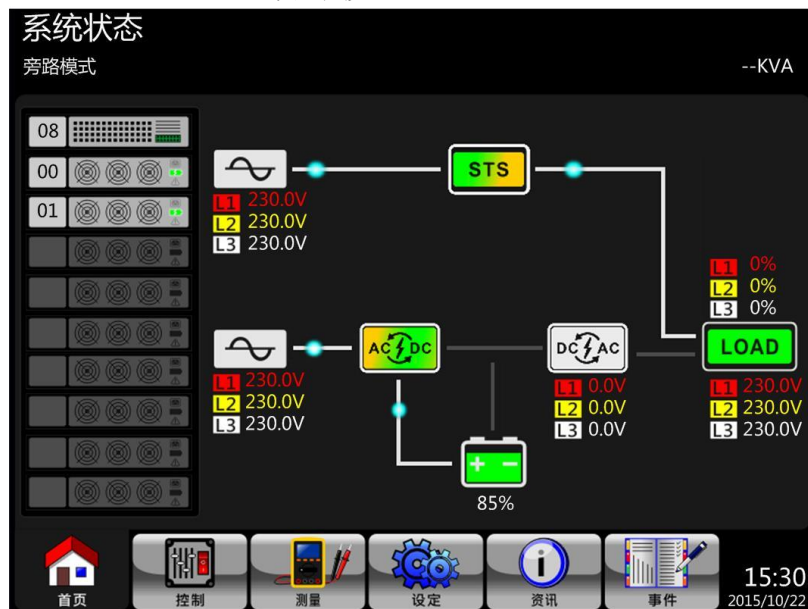 系统状态
旁路模式
--KVA
08
00
01
STS
L1 230.0V
L2 230.0V
L3 230.0V
L1 0%
L2 0%
L3 0%
AC DC
DC AC
LOAD
L1 230.0V
L2 230.0V
L3 230.0V
L1 0.0V
L2 0.0V
L3 0.0V
L1 230.0V
L2 230.0V
L3 230.0V
+ -
85%
首页
控制
测量
设定
i
资讯
事件
15:30
2015/10/22